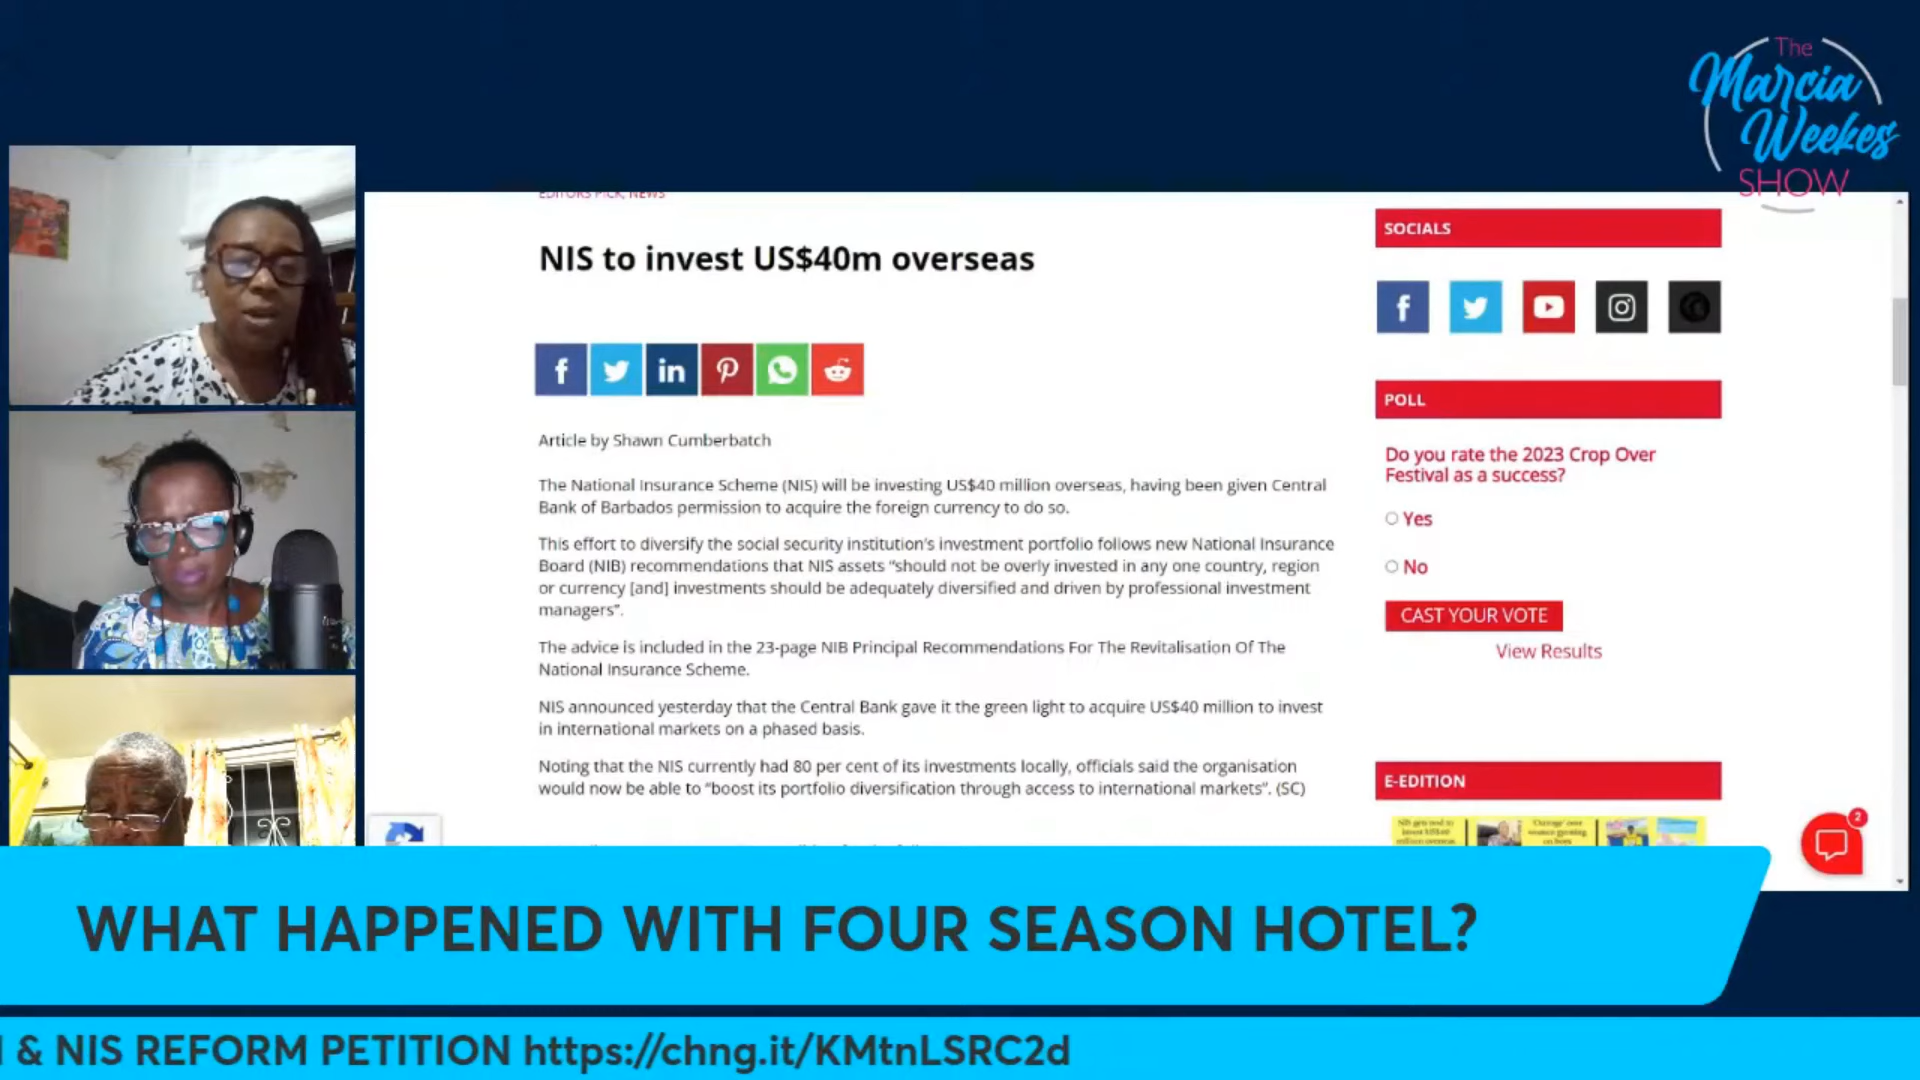 The
Marcia
Weekes
SHOW
EDITORS PICK, NEWS
NIS to invest US$40m overseas
Article by Shawn Cumberbatch
The National Insurance Scheme (NIS) will be investing US$40 million overseas, having been given Central
Bank of Barbados permission to acquire the foreign currency to do so.
This effort to diversify the social security institution's investment portfolio follows new National Insurance
Board (NIB) recommendations that NIS assets “should not be overly invested in any one country, region
or currency [and] investments should be adequately diversified and driven by professional investment
managers”.
The advice is included in the 23-page NIB Principal Recommendations For The Revitalisation Of The
National Insurance Scheme.
NIS announced yesterday that the Central Bank gave it the green light to acquire US$40 million to invest
in international markets on a phased basis.
Noting that the NIS currently had 80 per cent of its investments locally, officials said the organisation
would now be able to “boost its portfolio diversification through access to international markets”. (SC)
SOCIALS
POLL
Do you rate the 2023 Crop Over
Festival as a success?
Yes
No
CAST YOUR VOTE
View Results
E-EDITION
2
WHAT HAPPENED WITH FOUR SEASON HOTEL?
& NIS REFORM PETITION https://chng.it/KMtnLSRC2d